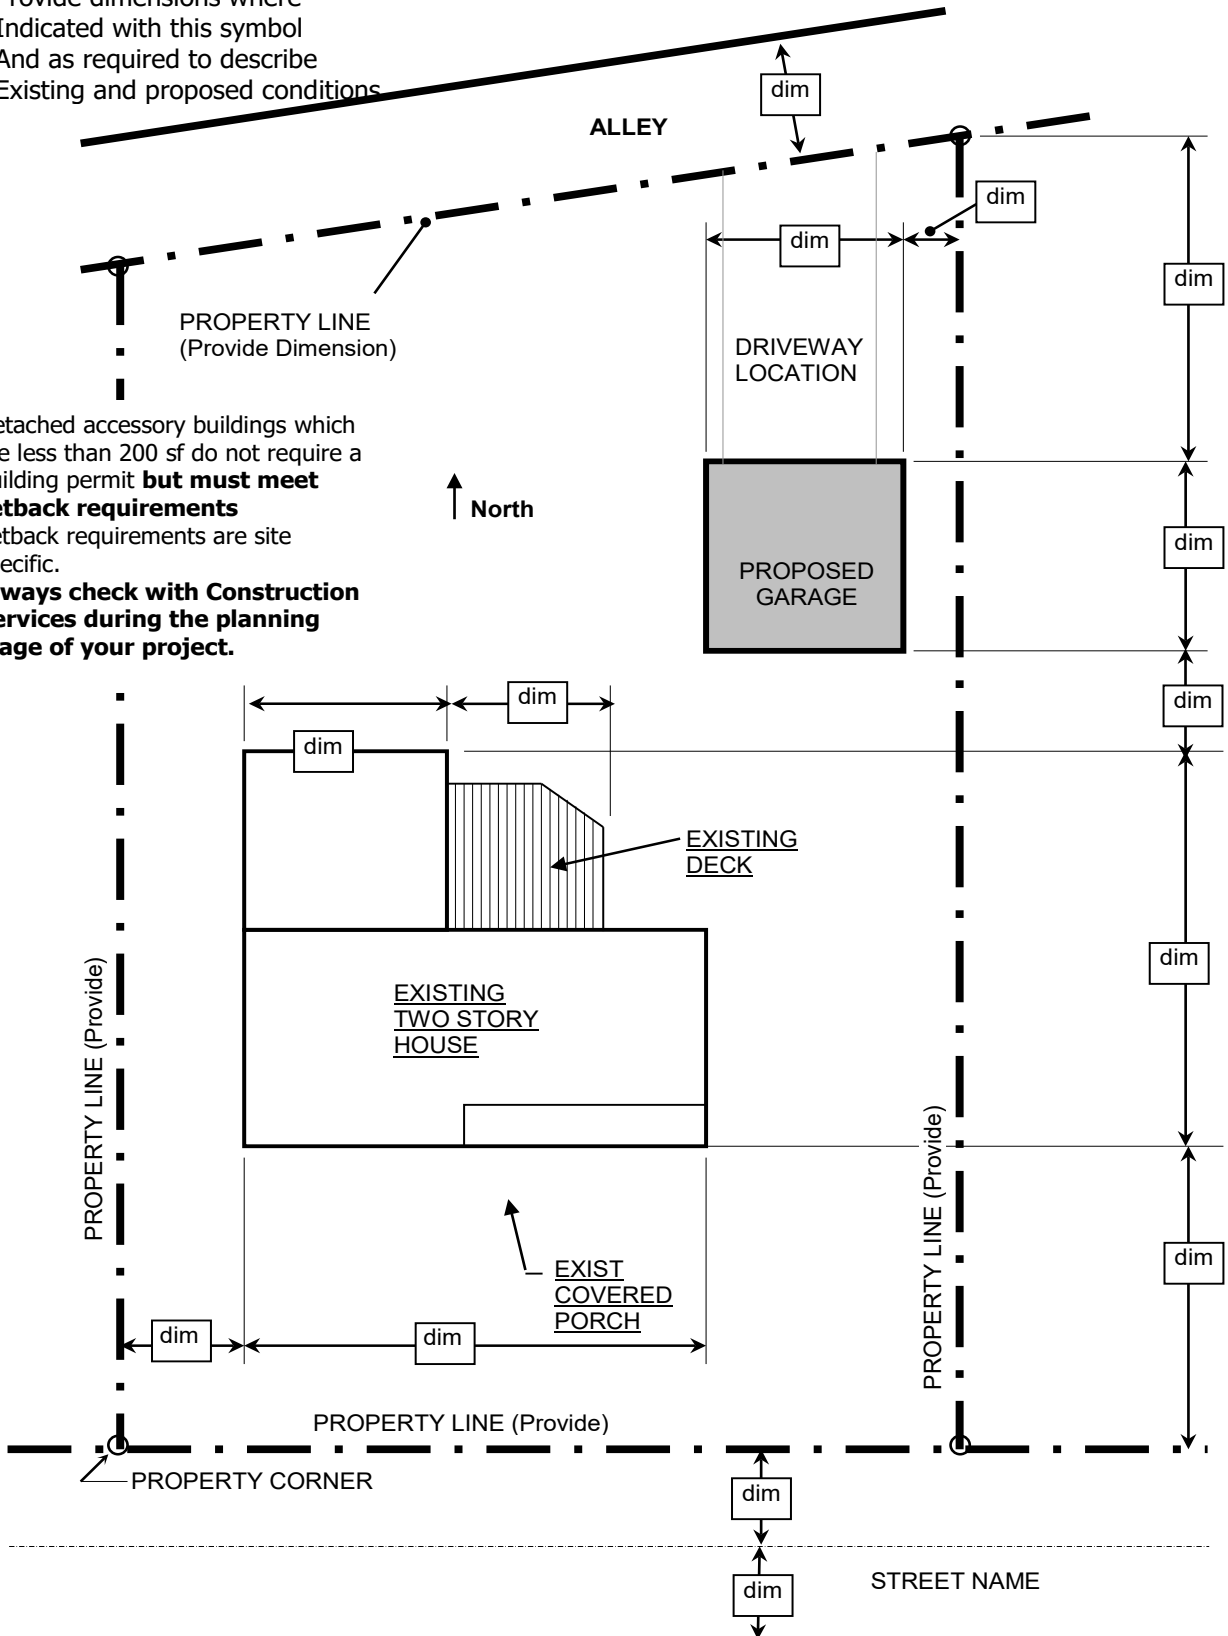 rovide dimensions where
Indicated with this symbol
And as required to describe
Existing and proposed conditions
dim
ALLEY
dim
dim
dim
PROPERTY LINE
(Provide Dimension)
DRIVEWAY
LOCATION
etached accessory buildings which
e less than 200 sf do not require a
uilding permit but must meet
etback requirements
etback requirements are site
ecific.
ways check with Construction
ervices during the planning
age of your project.
North
dim
PROPOSED
GARAGE
dim
dim
dim
EXISTING
DECK
dim
EXISTING
TWO STORY
HOUSE
PROPERTY LINE (Provide)
PROPERTY LINE (Provide)
dim
EXIST
COVERED
PORCH
dim
dim
PROPERTY LINE (Provide)
PROPERTY CORNER
dim
STREET NAME
dim